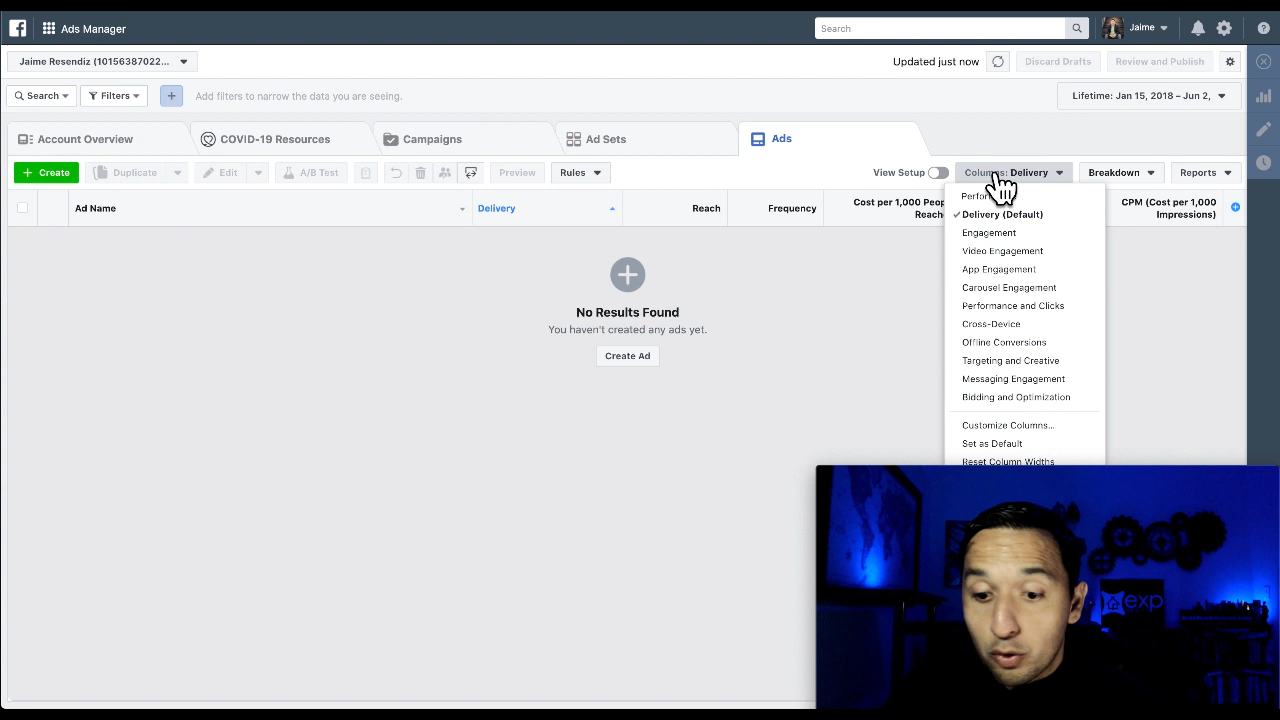 Ads Manager
Search
Jaime
Jaime Resendiz (10156387022...
Updated just now
Discard Drafts
Review and Publish
Search
Filters
Add filters to narrow the data you are seeing.
Lifetime: Jan 15, 2018 – Jun 2,
Account Overview
COVID-19 Resources
Campaigns
Ad Sets
Ads
Create
Duplicate
Edit
A/B Test
Preview
Rules
View Setup
Columns: Delivery
Breakdown
Reports
Ad Name
Delivery
Reach
Frequency
Cost per 1,000
CPM (Cost per 1,000
Impressions)
Delivery (Default)
Engagement
Video Engagement
App Engagement
Carousel Engagement
Performance and Clicks
Cross-Device
Offline Conversions
Targeting and Creative
Messaging Engagement
Bidding and Optimization
Customize Columns...
Set as Default
Reset Column Widths
No Results Found
You haven't created any ads yet.
Create Ad
exp